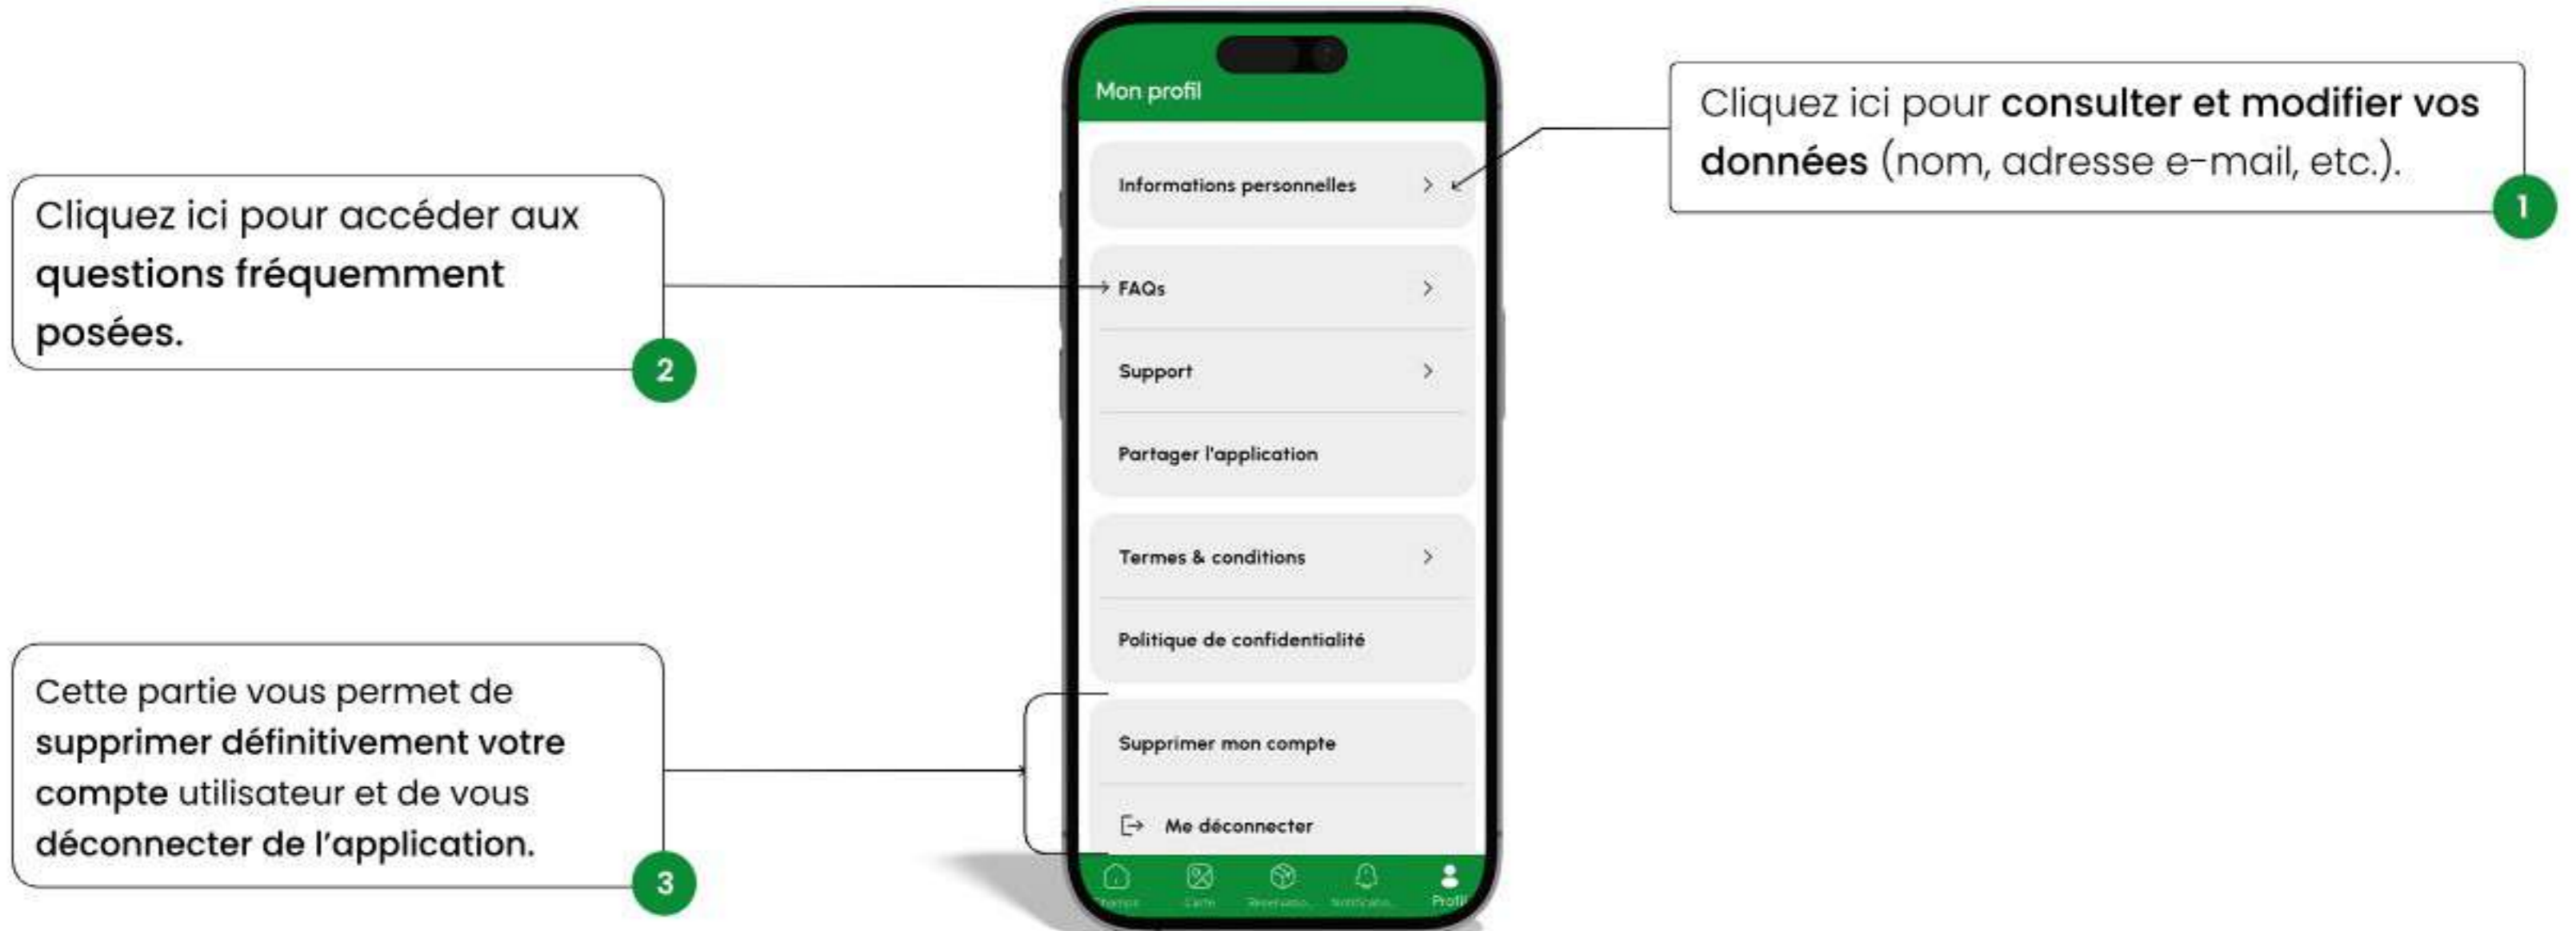 Mon profil
Cliquez ici pour consulter et modifier vos
données (nom, adresse e-mail, etc.).
1
Informations personnelles
Cliquez ici pour accéder aux
questions fréquemment
posées.
2
FAQs
Support
Partager l'application
Termes & conditions
Politique de confidentialité
Cette partie vous permet de
supprimer définitivement votre
compte utilisateur et de vous
déconnecter de l'application.
3
Supprimer mon compte
Me déconnecter
Carte
Profil